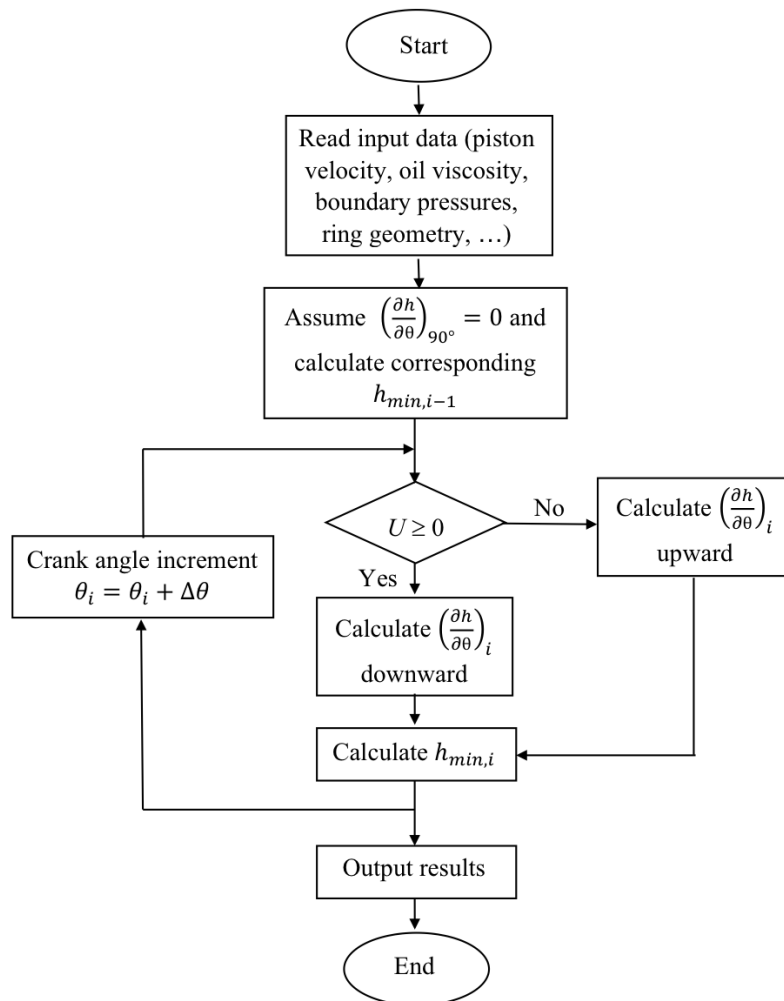 Start
Read input data (piston
velocity, oil viscosity,
boundary pressures,
ring geometry, …)
Assume (∂h/∂θ)₉₀° = 0 and
calculate corresponding
hₘᵢₙ,ᵢ₋₁
U ≥ 0
No
Calculate (∂h/∂θ)ᵢ
upward
Yes
Crank angle increment
θᵢ = θᵢ + Δθ
Calculate (∂h/∂θ)ᵢ
downward
Calculate hₘᵢₙ,ᵢ
Output results
End